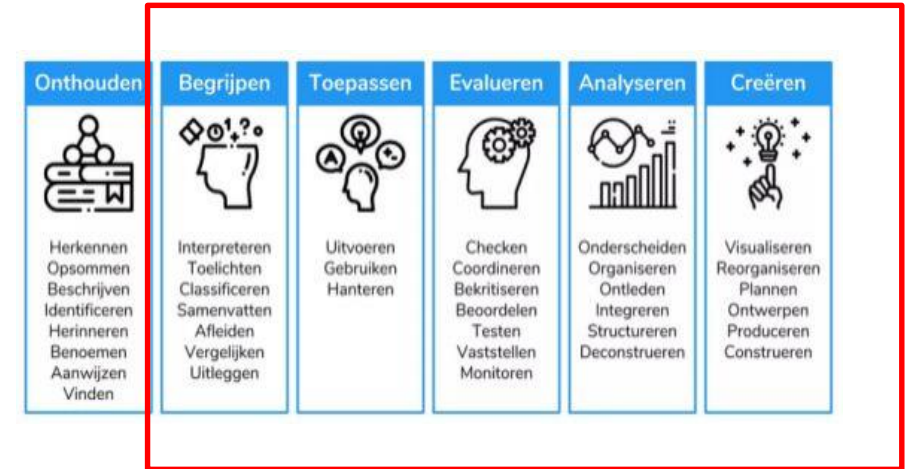 Onthouden
Herkennen
Opsommen
Beschrijven
Identificeren
Herinneren
Benoemen
Aanwijzen
Vinden
Begrijpen
Interpreteren
Toelichten
Classificeren
Samenvatten
Afleiden
Vergelijken
Uitleggen
Toepassen
A
+-
Uitvoeren
Gebruiken
Hanteren
Evalueren
Checken
Coordineren
Bekritiseren
Beoordelen
Testen
Vaststellen
Monitoren
Analyseren
Onderscheiden
Organiseren
Ontleden
Integreren
Structureren
Deconstrueren
Creëren
Visualiseren
Reorganiseren
Plannen
Ontwerpen
Produceren
Construeren